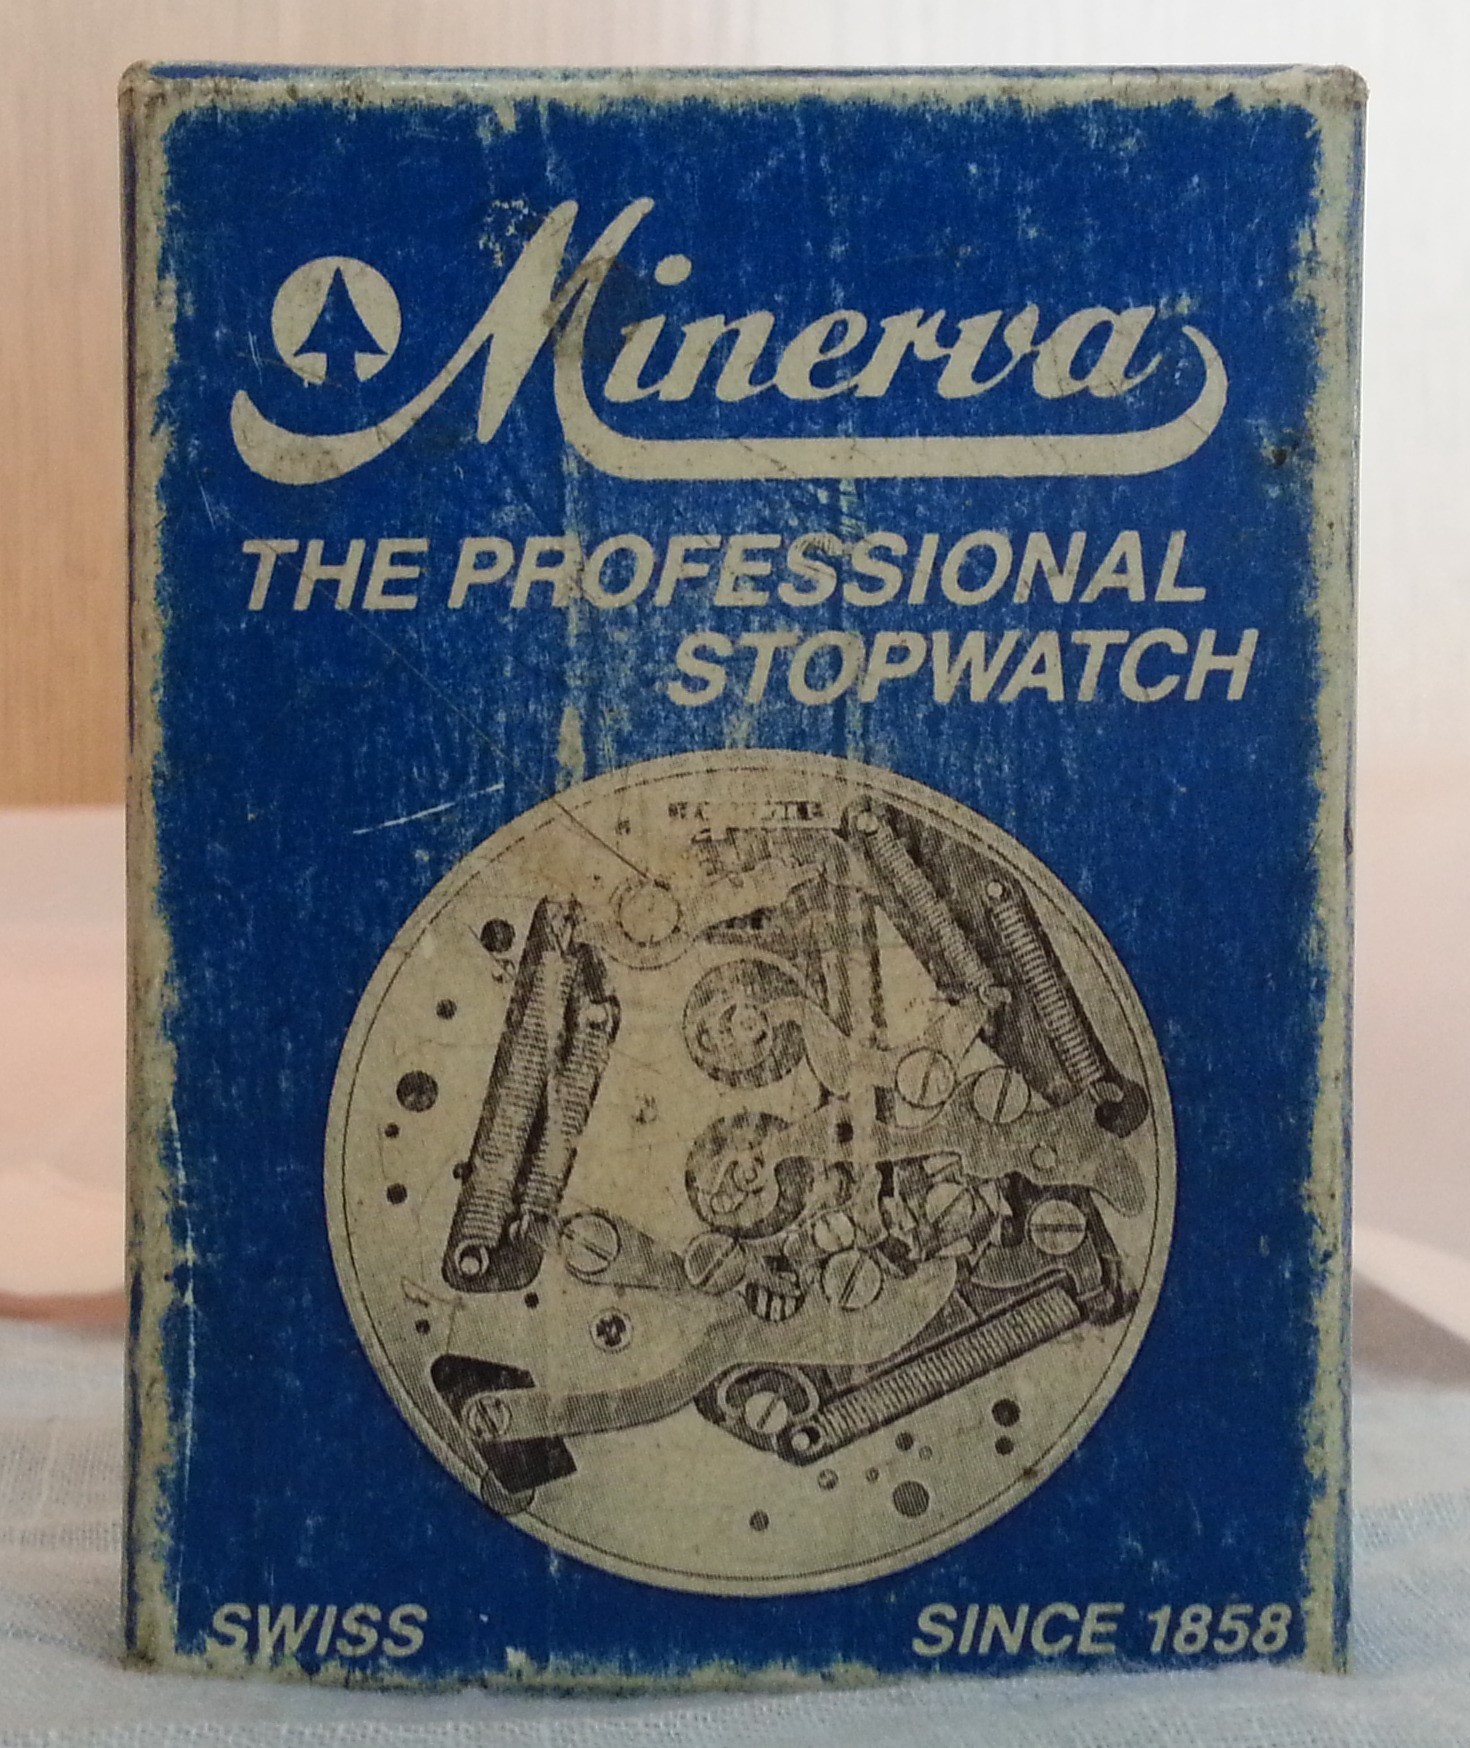 Minerva
THE PROFESSIONAL
STOPWATCH
SWISS
SINCE 1858